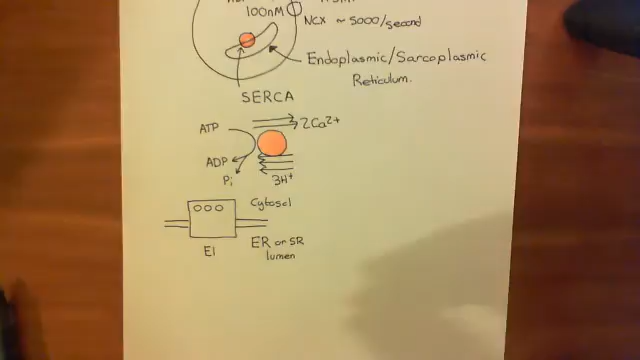 100nM
NCX ~ 5000/second
Endoplasmic/Sarcoplasmic
Reticulum.
SERCA
ATP
2Ca2+
ADP
Pi
3H+
Cytosol
ER or SR
lumen
E1